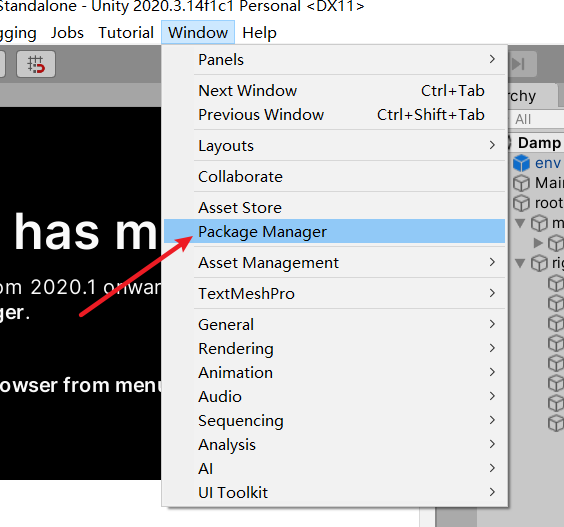 Standalone - Unity 2020.3.14f1c1 Personal <DX11>
gging Jobs Tutorial Window Help
Panels
Next Window Ctrl+Tab
Previous Window Ctrl+Shift+Tab
Layouts
Collaborate
Asset Store
Package Manager
Asset Management
TextMeshPro
General
Rendering
Animation
Audio
Sequencing
Analysis
AI
UI Toolkit
has m
om 2020.1 onwar
ger.
owser from menu
rchy
All
Damp
env
Main
root
m
rig